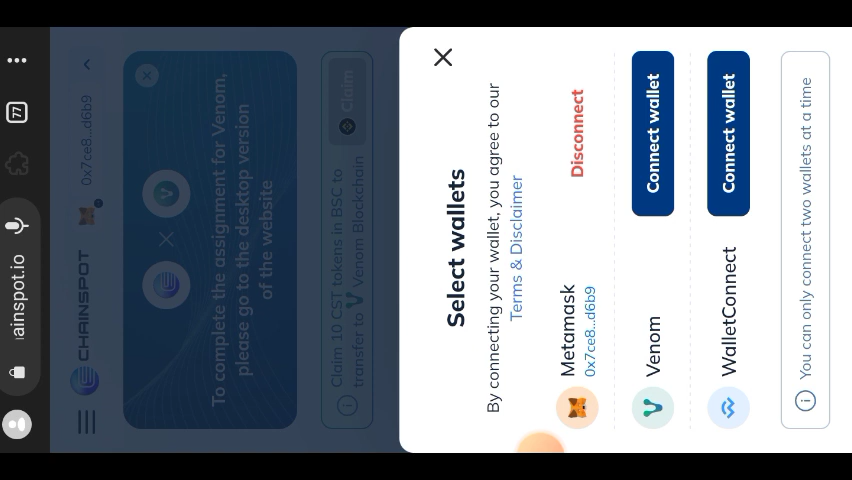 77
ainspot.io
CHAINSPOT
0x7ce8...d6b9
To complete the assignment for Venom,
please go to the desktop version
of the website
Claim 10 CST tokens in BSC to
transfer to Venom Blockchain
Claim
Select wallets
By connecting your wallet, you agree to our
Terms & Disclaimer
Metamask
0x7ce8...d6b9
Disconnect
Venom
Connect wallet
WalletConnect
Connect wallet
You can only connect two wallets at a time